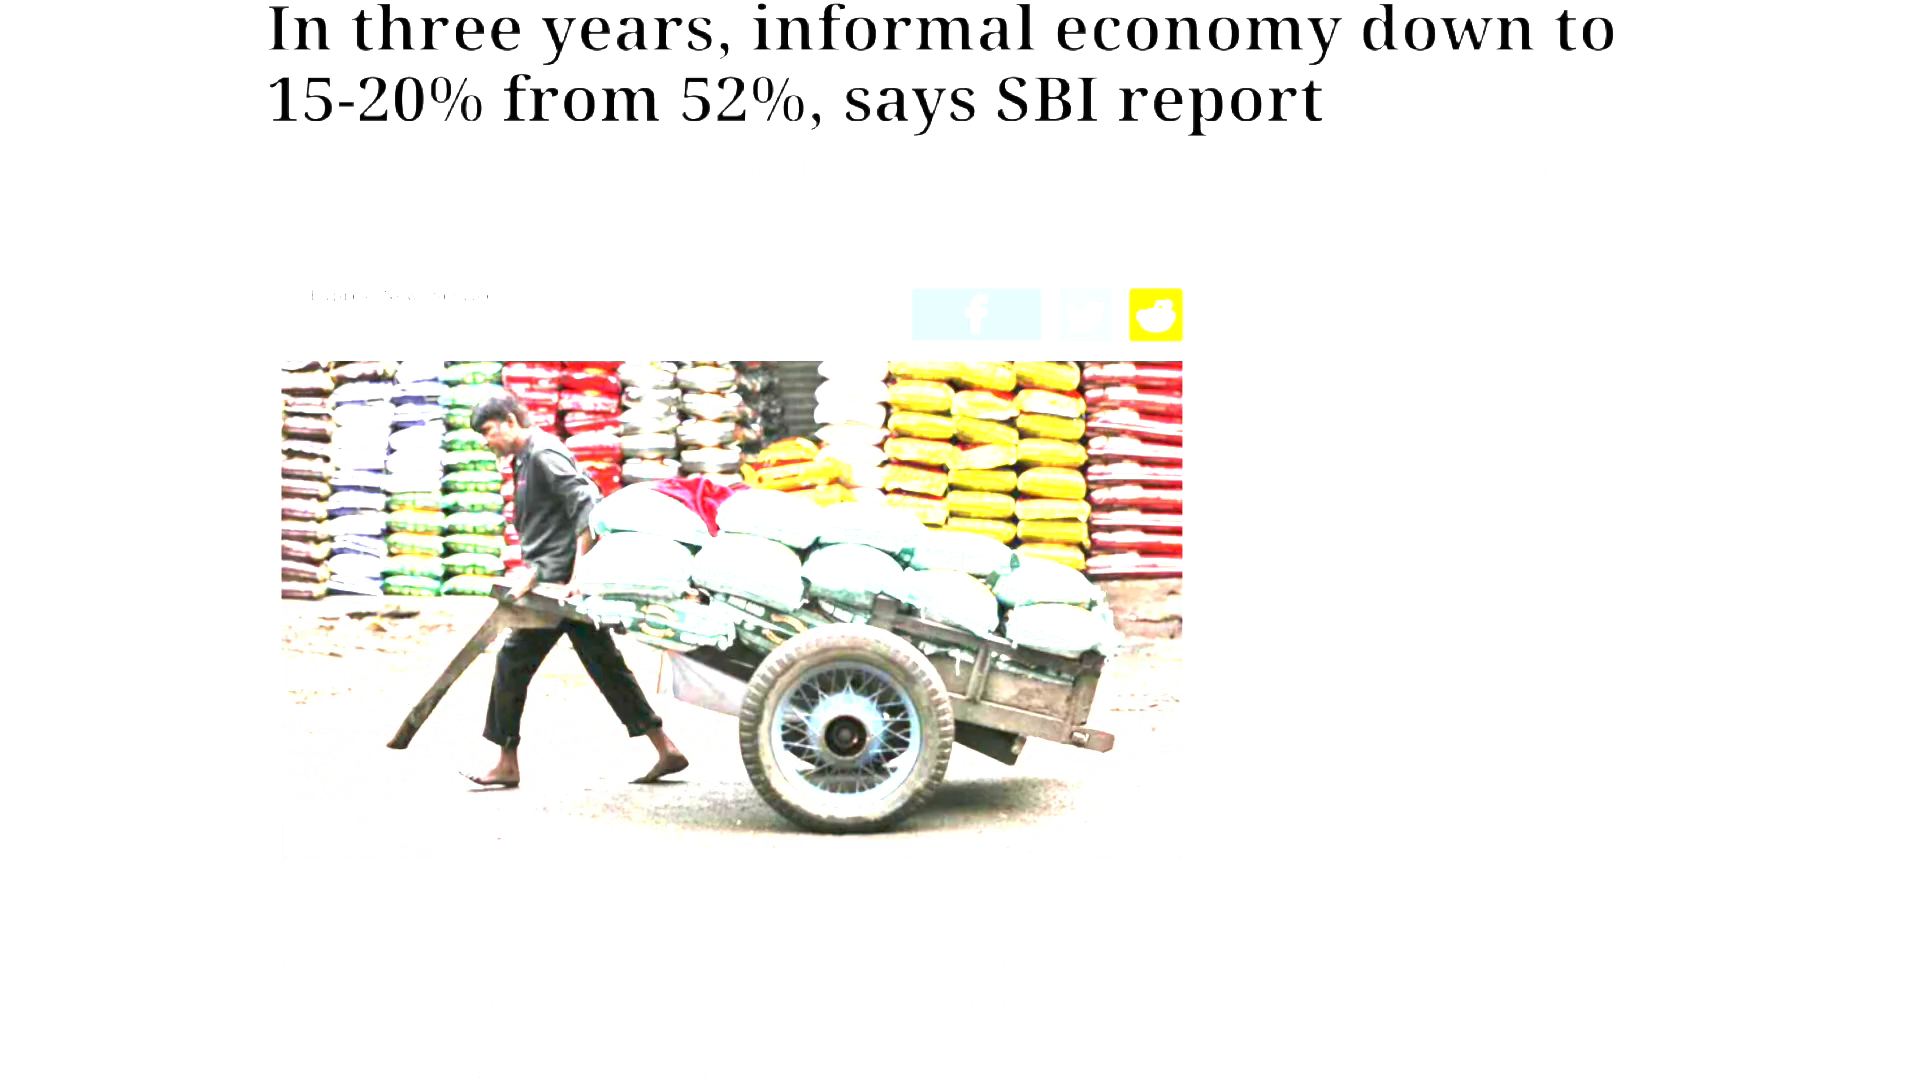 In three years, informal economy down to
15-20% from 52%, says SBI report